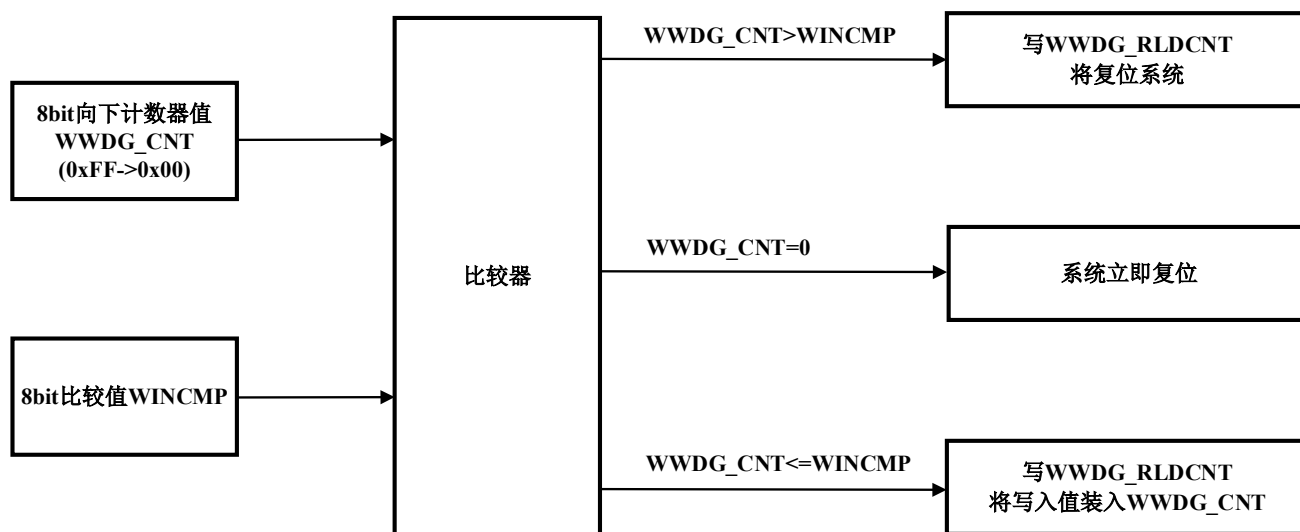 8bit向下计数器值
WWDG_CNT
(0xFF->0x00)
8bit比较值WINCMP
比较器
WWDG_CNT>WINCMP
写WWDG_RLDCNT
将复位系统
WWDG_CNT=0
系统立即复位
WWDG_CNT<=WINCMP
写WWDG_RLDCNT
将写入值装入WWDG_CNT